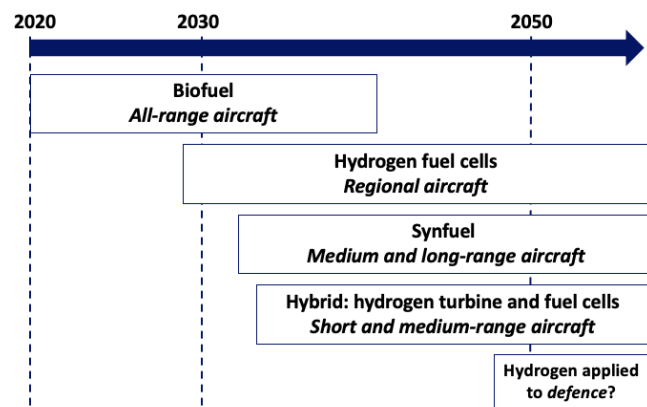 2020 2030 2050
Biofuel
All-range aircraft
Hydrogen fuel cells
Regional aircraft
Synfuel
Medium and long-range aircraft
Hybrid: hydrogen turbine and fuel cells
Short and medium-range aircraft
Hydrogen applied
to defence?